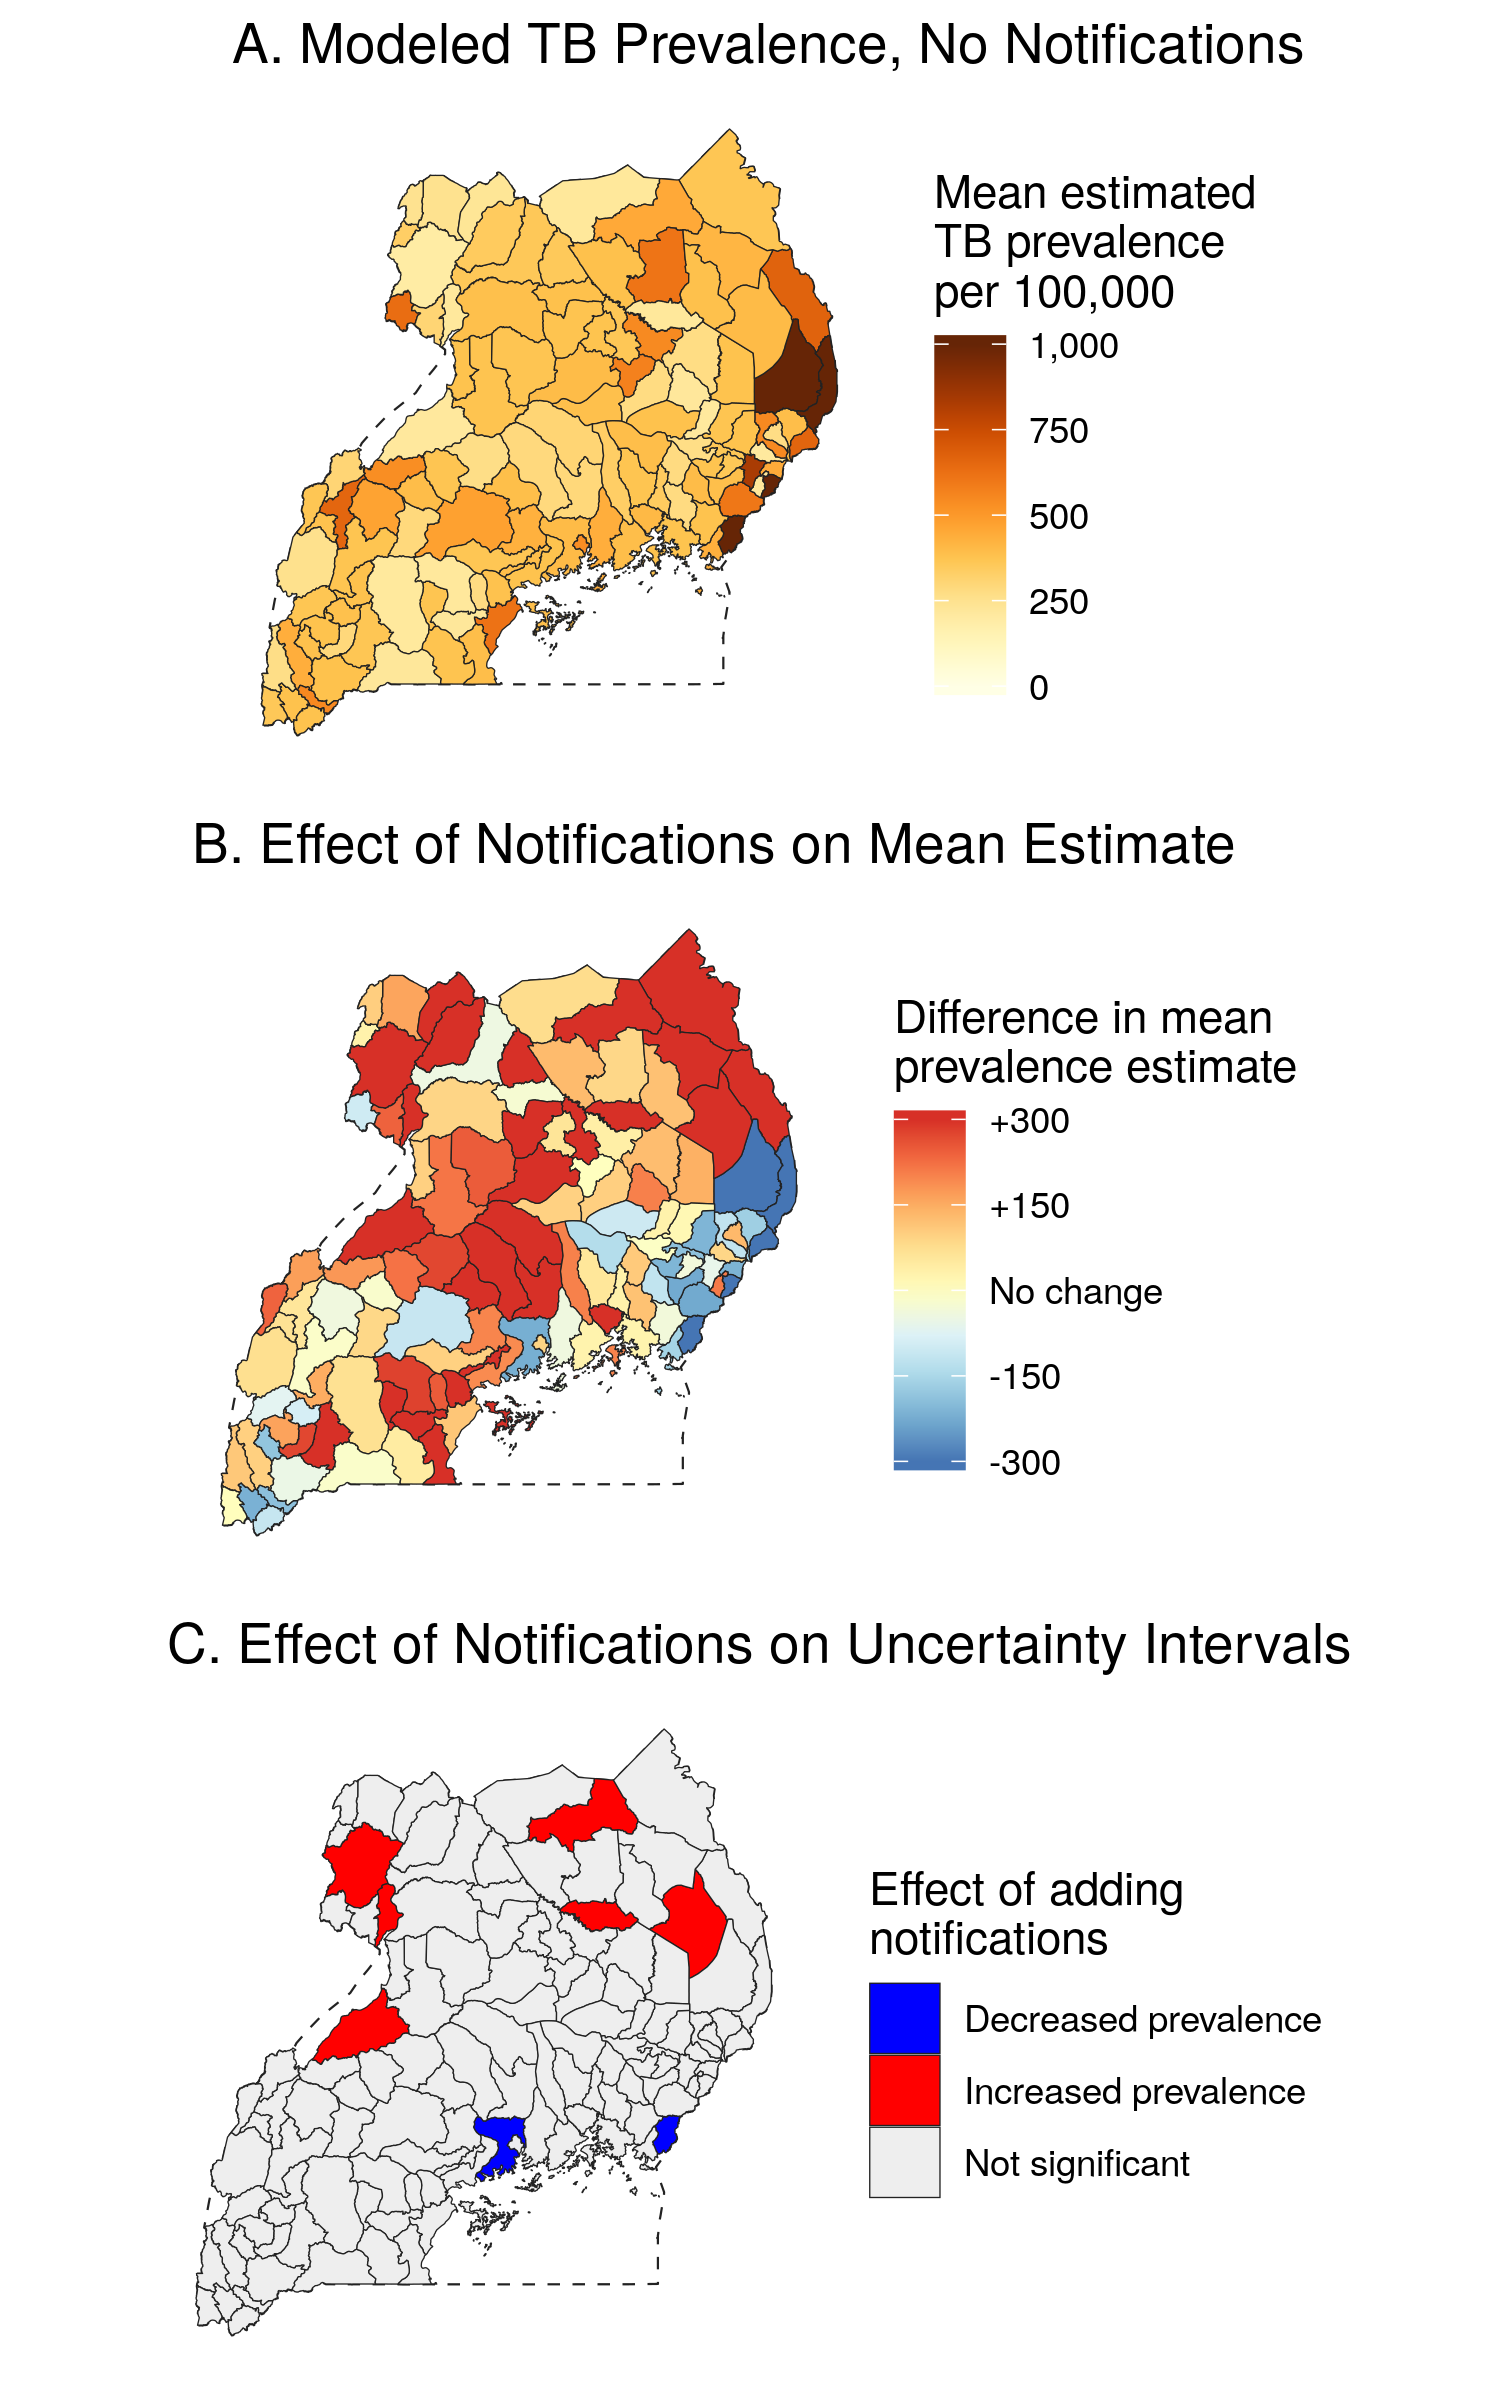 A. Modeled TB Prevalence, No Notifications
Mean estimated
TB prevalence
per 100,000
1,000
750
500
250
0
B. Effect of Notifications on Mean Estimate
Difference in mean
prevalence estimate
+300
+150
No change
-150
-300
C. Effect of Notifications on Uncertainty Intervals
Effect of adding
notifications
Decreased prevalence
Increased prevalence
Not significant